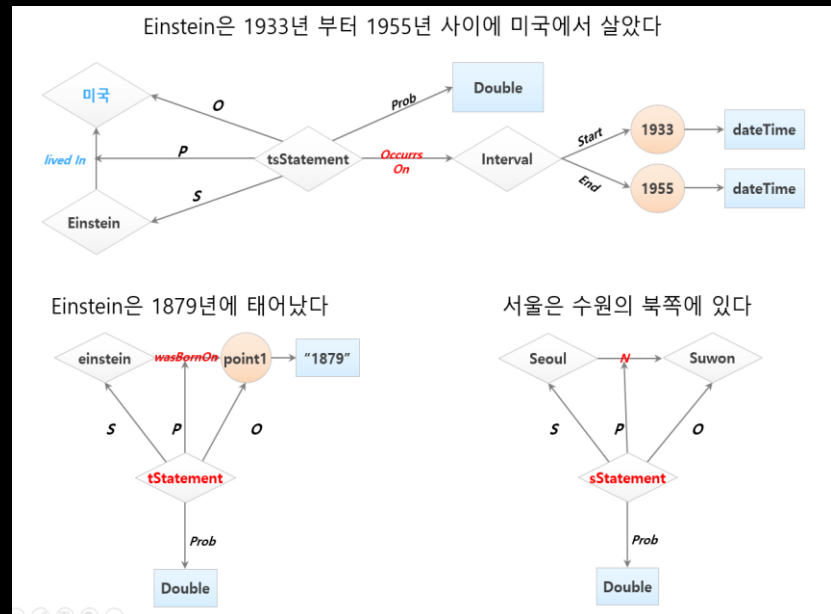 Einstein은 1933년 부터 1955년 사이에 미국에서 살았다
미국
O
Prob
Double
lived In
P
tsStatement
Occurrs
On
Interval
Start
1933
dateTime
End
1955
dateTime
S
Einstein
Einstein은 1879년에 태어났다
einstein
wasBornOn
point1
"1879"
S
P
O
tStatement
Prob
Double
서울은 수원의 북쪽에 있다
Seoul
N
Suwon
S
P
O
sStatement
Prob
Double